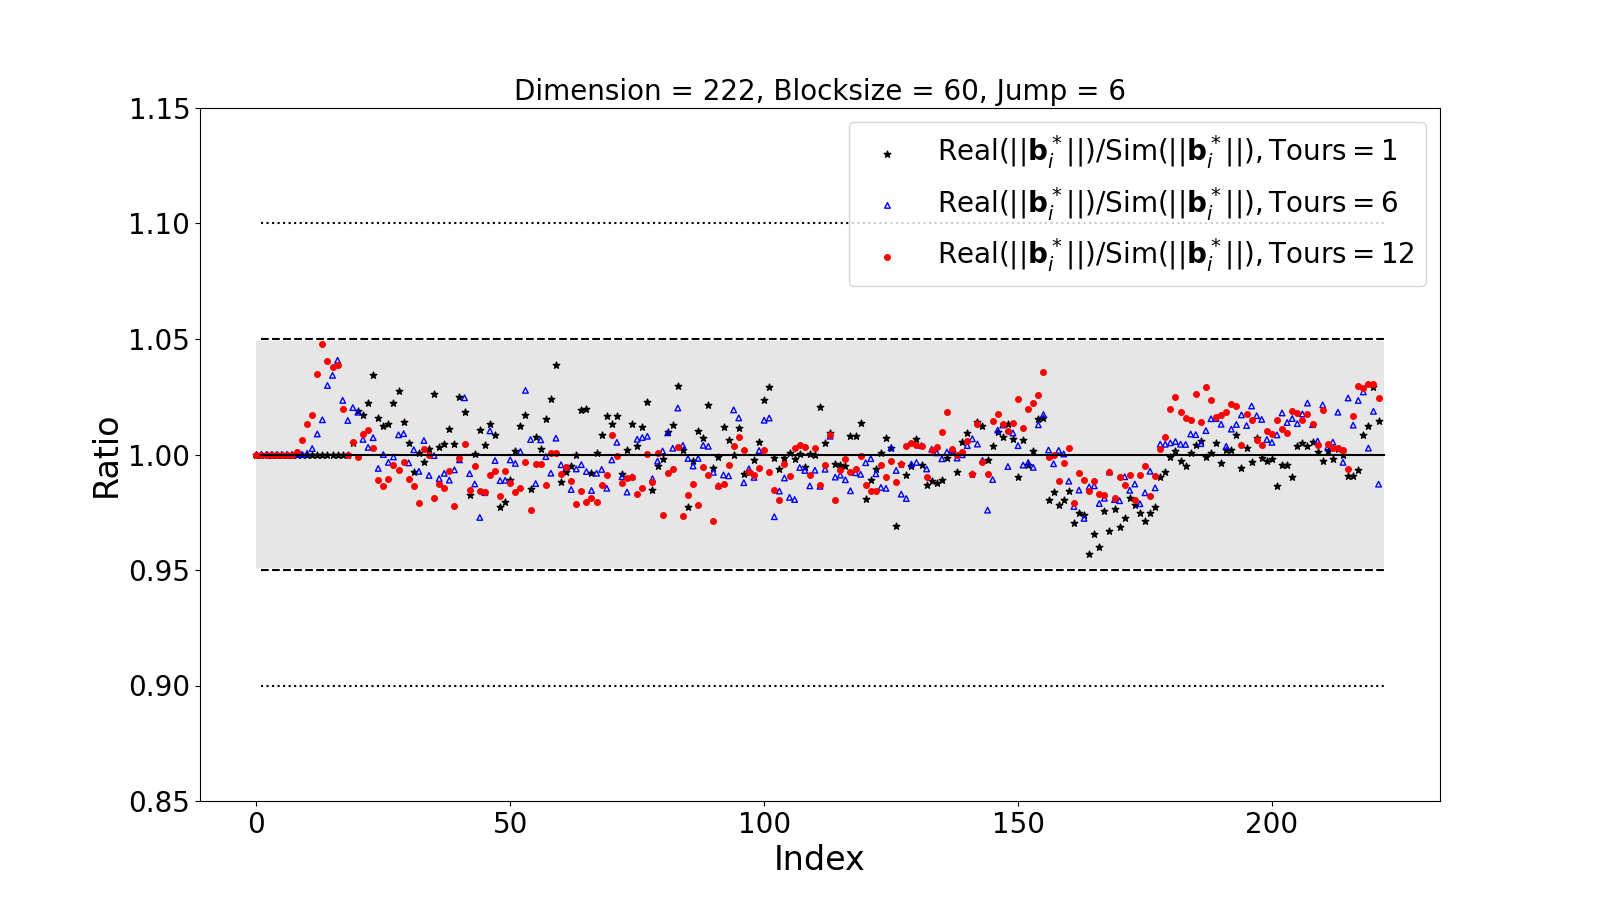 Dimension = 222, Blocksize = 60, Jump = 6
1.15
1.10
1.05
1.00
0.95
0.90
0.85
Ratio
Real(||b_i^*||)/Sim(||b_i^*||), Tours = 1
Real(||b_i^*||)/Sim(||b_i^*||), Tours = 6
Real(||b_i^*||)/Sim(||b_i^*||), Tours = 12
0 50 100 150 200
Index